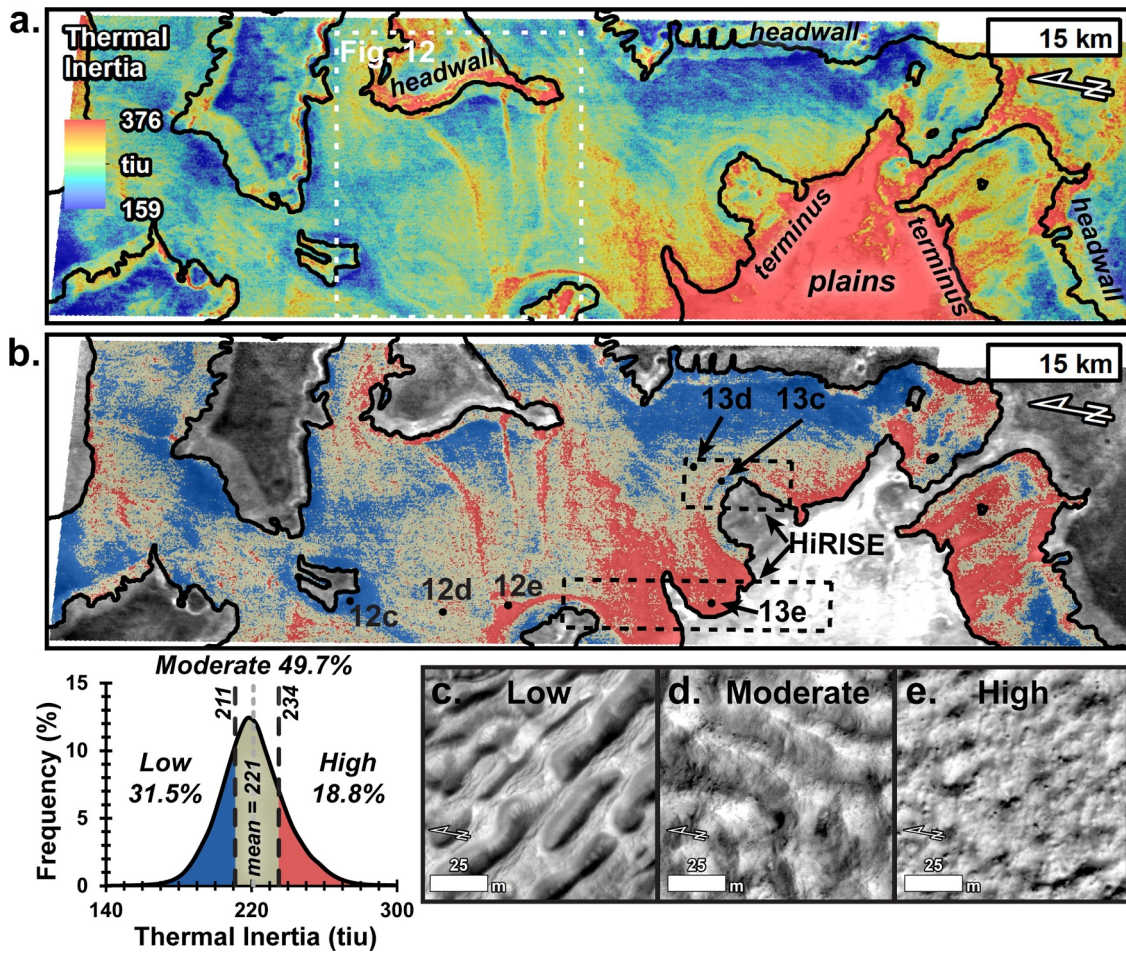 a.
Thermal
Inertia
376
tiu
159
Fig. 12
headwall
headwall
15 km
N
terminus
plains
terminus
headwall
b.
15 km
N
13d 13c
HiRISE
12c
12d
12e
13e
Moderate 49.7%
15
10
5
0
Frequency (%)
211
234
Low
31.5%
mean = 221
High
18.8%
140
220
300
Thermal Inertia (tiu)
c. Low
N
25
m
d. Moderate
N
25
m
e. High
N
25
m